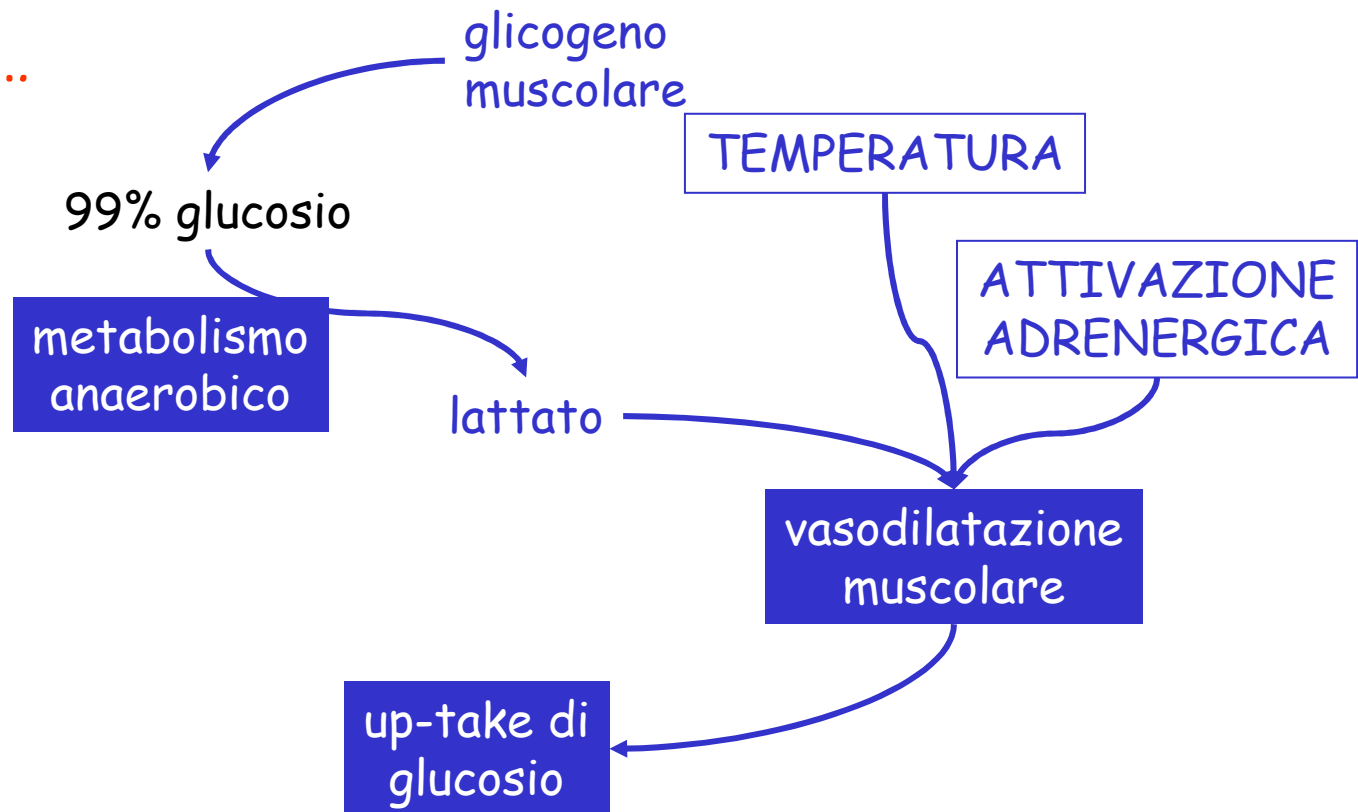 ..
glicogeno
muscolare
TEMPERATURA
99% glucosio
ATTIVAZIONE
ADRENERGICA
metabolismo
anaerobico
lattato
vasodilatazione
muscolare
up-take di
glucosio